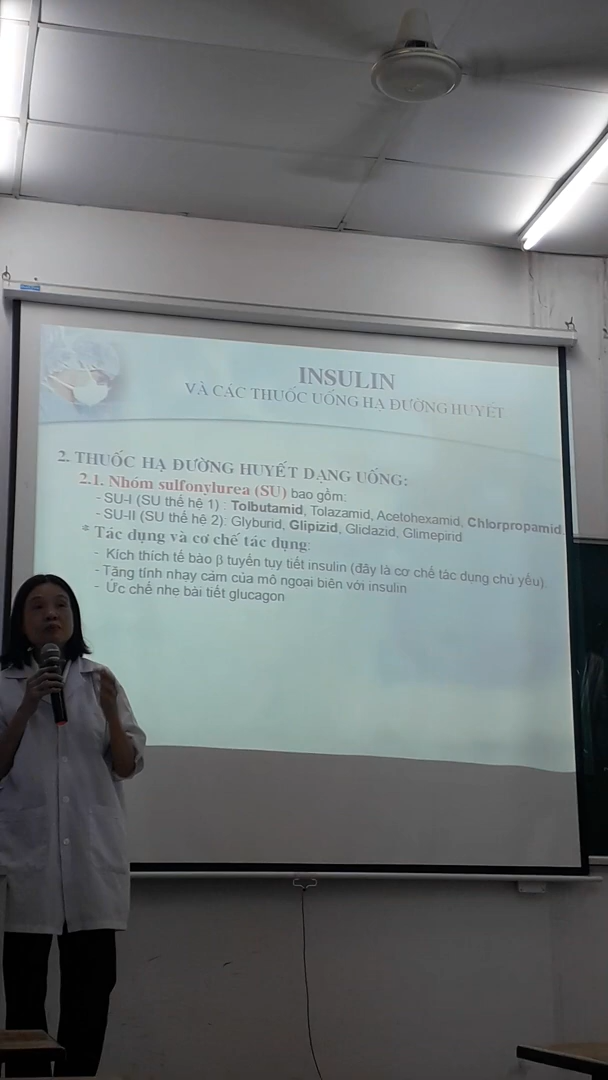 INSULIN
VÀ CÁC THUỐC UỐNG HẠ ĐƯỜNG HUYẾT
2. THUỐC HẠ ĐƯỜNG HUYẾT DẠNG UỐNG:
2.1. Nhóm sulfonylurea (SU) bao gồm:
- SU-I (SU thế hệ 1) : Tolbutamid, Tolazamid, Acetohexamid, Chlorpropamid.
- SU-II (SU thế hệ 2): Glyburid, Glipizid, Gliclazid, Glimepirid
* Tác dụng và cơ chế tác dụng:
- Kích thích tế bào β tuyến tụy tiết insulin (đây là cơ chế tác dụng chủ yếu).
- Tăng tính nhạy cảm của mô ngoại biên với insulin
- Ức chế nhẹ bài tiết glucagon